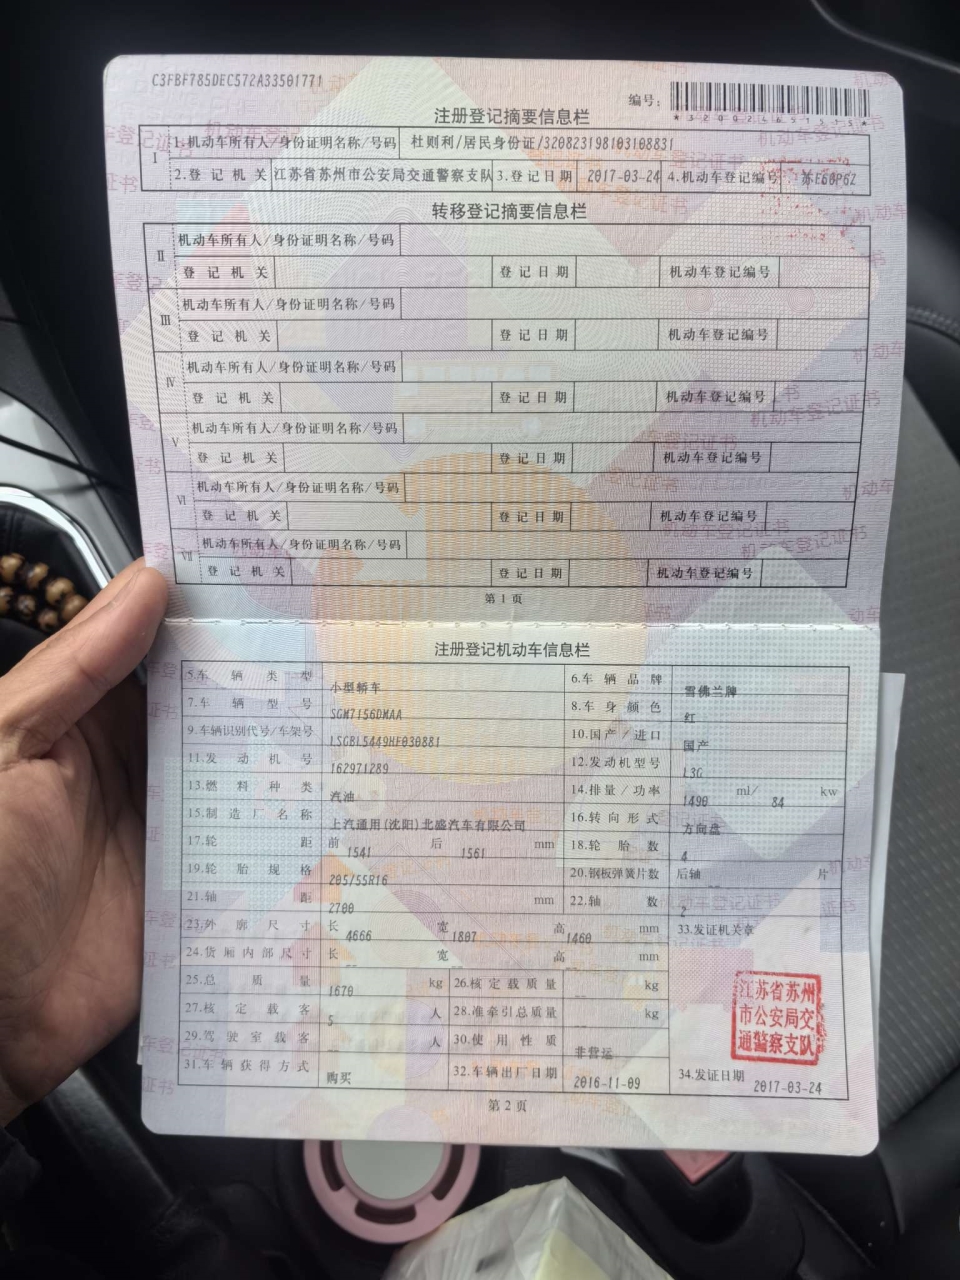 C3FBF785DEC572A33501771
编号：
注册登记摘要信息栏
Ⅰ 1.机动车所有人/身份证明名称/号码 杜则利/居民身份证/320823198103108831
2.登记机关 江苏省苏州市公安局交通警察支队 3.登记日期 2017-03-24 4.机动车登记编号 苏E60P6Z
转移登记摘要信息栏
Ⅱ 机动车所有人/身份证明名称/号码
登记机关 登记日期 机动车登记编号
Ⅲ 机动车所有人/身份证明名称/号码
登记机关 登记日期 机动车登记编号
Ⅳ 机动车所有人/身份证明名称/号码
登记机关 登记日期 机动车登记编号
Ⅴ 机动车所有人/身份证明名称/号码
登记机关 登记日期 机动车登记编号
Ⅵ 机动车所有人/身份证明名称/号码
登记机关 登记日期 机动车登记编号
Ⅶ 机动车所有人/身份证明名称/号码
登记机关 登记日期 机动车登记编号
第1页
注册登记机动车信息栏
5.车辆类型 小型轿车 6.车辆品牌 雪佛兰牌
7.车辆型号 SGM7156DMAA 8.车身颜色 红
9.车辆识别代号/车架号 LSGBL5449HF030881 10.国产/进口 国产
11.发动机号 162971289 12.发动机型号 L3G
13.燃料种类 汽油 14.排量/功率 1490 ml/ 84 kw
15.制造厂名称 上汽通用(沈阳)北盛汽车有限公司 16.转向形式 方向盘
17.轮距 前 1541 后 1561 mm 18.轮胎数 4
19.轮胎规格 205/55R16 20.钢板弹簧片数 后轴 -- 片
21.轴距 2700 mm 22.轴数 2
23.外廓尺寸 长 4666 宽 1807 高 1460 mm 33.发证机关章
24.货厢内部尺寸 长 -- 宽 -- 高 -- mm
25.总质量 1670 kg 26.核定载质量 -- kg
27.核定载客 5 人 28.准牵引总质量 -- kg
29.驾驶室载客 -- 人 30.使用性质 非营运
31.车辆获得方式 购买 32.车辆出厂日期 2016-11-09 34.发证日期 2017-03-24
江苏省苏州
市公安局交
通警察支队
第2页